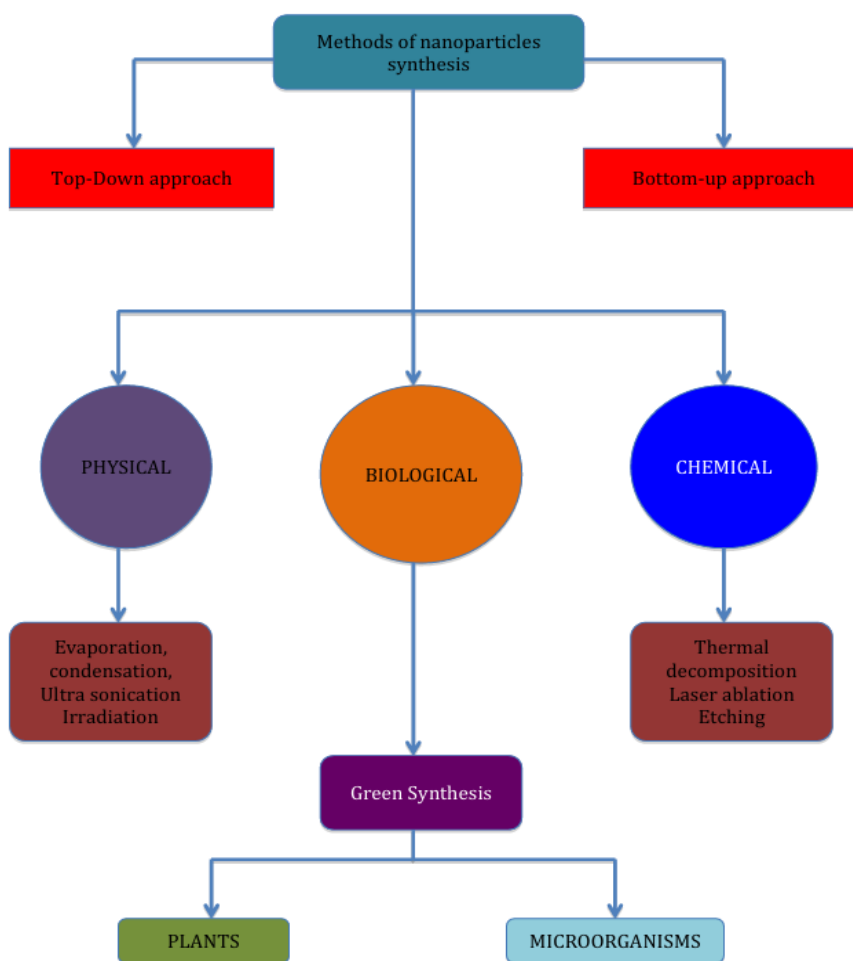 Methods of nanoparticles
synthesis
Top-Down approach
Bottom-up approach
PHYSICAL
BIOLOGICAL
CHEMICAL
Evaporation,
condensation,
Ultra sonication
Irradiation
Thermal
decomposition
Laser ablation
Etching
Green Synthesis
PLANTS
MICROORGANISMS